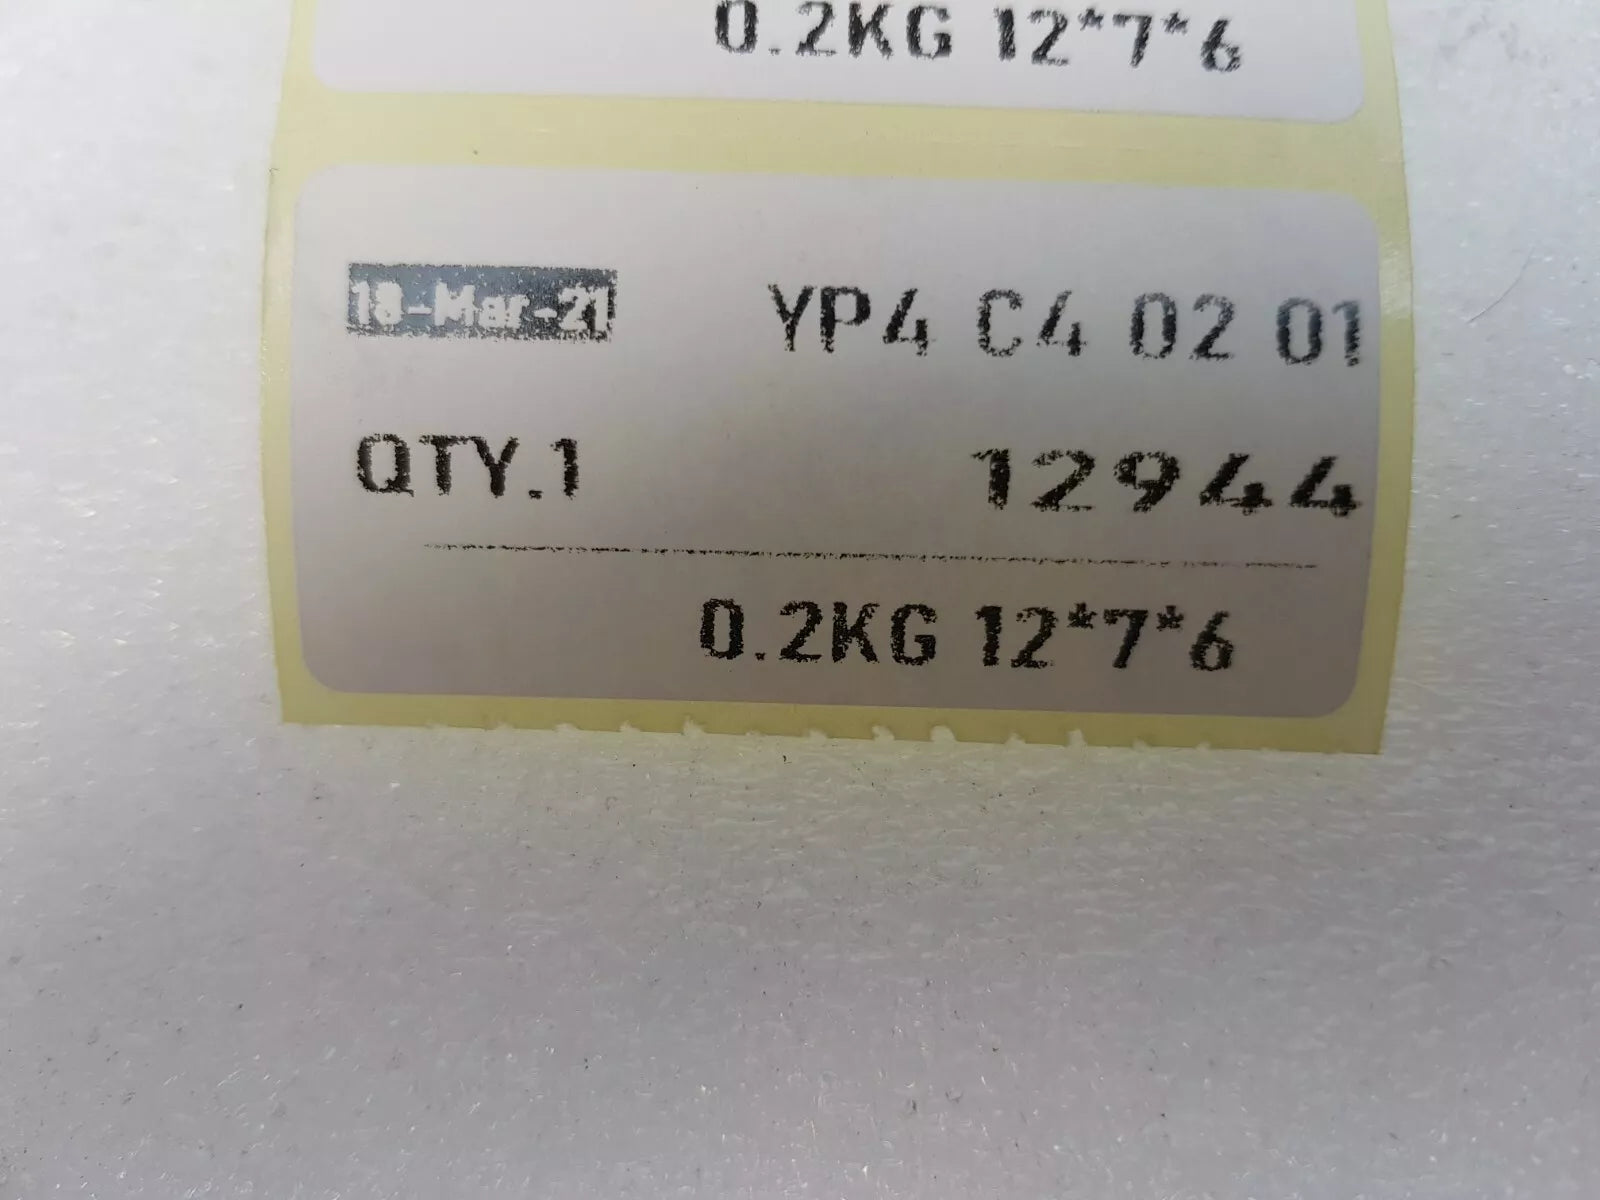 0.2KG 12*7*6
18-Mar-21 YP4 C4 02 01
QTY.1 12944
0.2KG 12*7*6